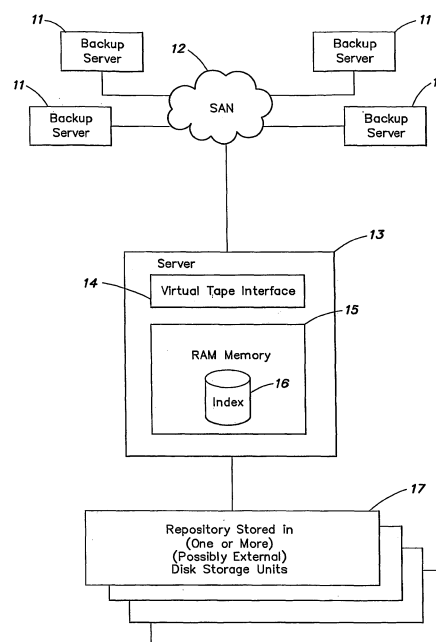 11
Backup
Server
12
11
Backup
Server
11
Backup
Server
SAN
Backup
Server
13
Server
14
Virtual Tape Interface
15
RAM Memory
16
Index
17
Repository Stored in
(One or More)
(Possibly External)
Disk Storage Units